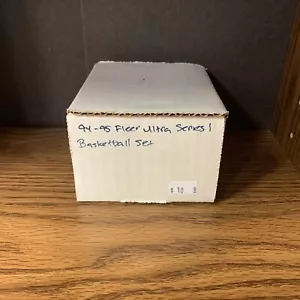 94-95 Fleer Ultra Series 1
Basketball Set